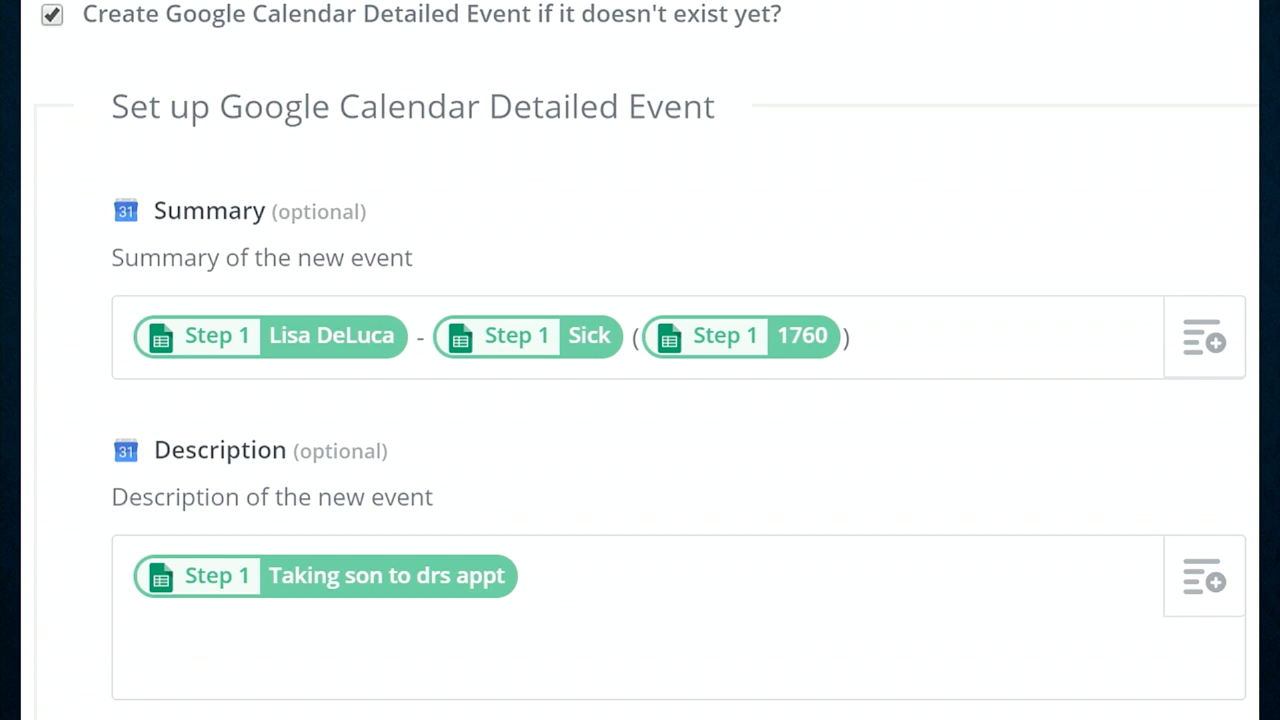 Create Google Calendar Detailed Event if it doesn't exist yet?
Set up Google Calendar Detailed Event
31 Summary (optional)
Summary of the new event
Step 1 Lisa DeLuca - Step 1 Sick (Step 1 1760)
31 Description (optional)
Description of the new event
Step 1 Taking son to drs appt